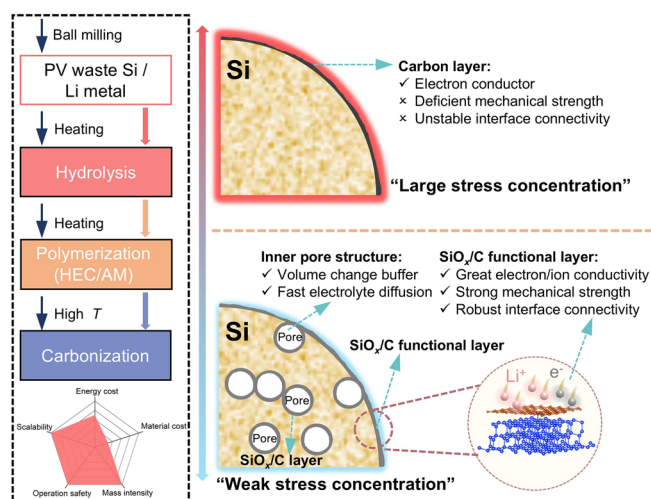 Ball milling
PV waste Si /
Li metal
Heating
Hydrolysis
Heating
Polymerization
(HEC/AM)
High T
Carbonization
Energy cost
Scalability
Material cost
Operation safety
Mass intensity
Si
Carbon layer:
✓ Electron conductor
× Deficient mechanical strength
× Unstable interface connectivity
“Large stress concentration”
Inner pore structure:
✓ Volume change buffer
✓ Fast electrolyte diffusion
SiOₓ/C functional layer:
✓ Great electron/ion conductivity
✓ Strong mechanical strength
✓ Robust interface connectivity
Si
Pore
SiOₓ/C functional layer
Pore
Pore
SiOₓ/C layer
Li⁺
e⁻
“Weak stress concentration”